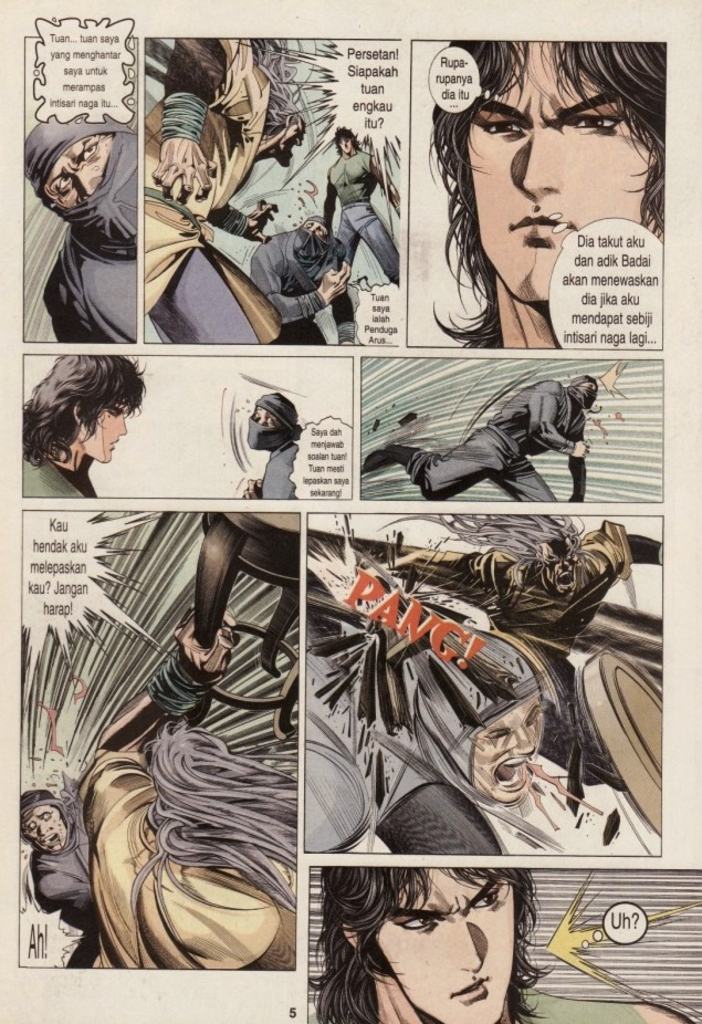 Tuan... tuan saya
yang menghantar
saya untuk
merampas
intisari naga itu...
Persetan!
Siapakah
tuan
engkau
itu?
Tuan
saya
ialah
Penduga
Arus...
Rupa-
rupanya
dia itu
...
Dia takut aku
dan adik Badai
akan menewaskan
dia jika aku
mendapat sebiji
intisari naga lagi...
Saya dah
menjawab
soalan tuan!
Tuan mesti
lepaskan saya
sekarang!
Kau
hendak aku
melepaskan
kau? Jangan
harap!
Ah!
PANG!
Uh?
5